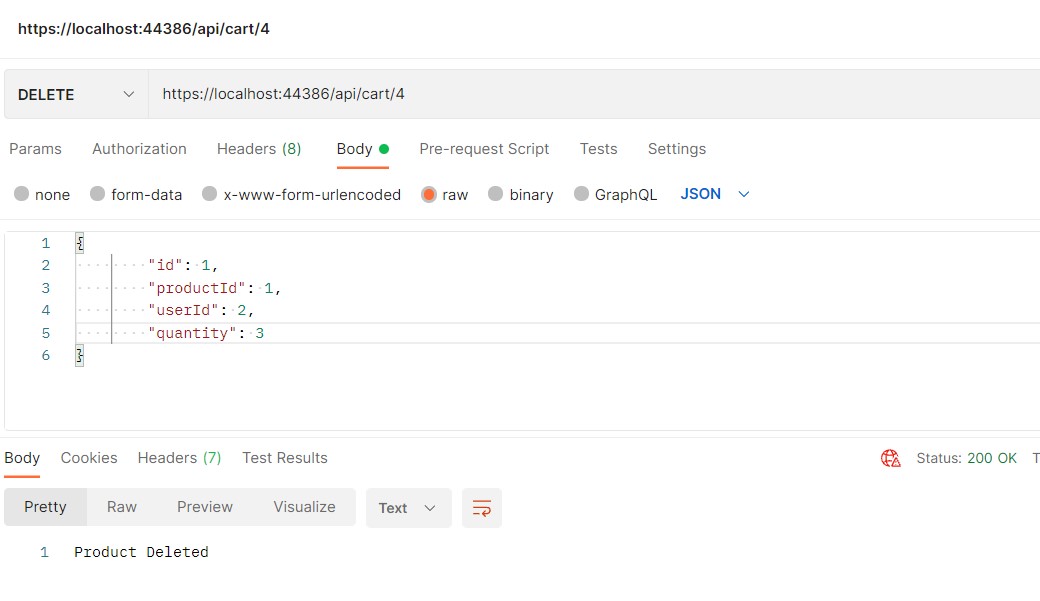 https://localhost:44386/api/cart/4
DELETE https://localhost:44386/api/cart/4
Params Authorization Headers (8) Body Pre-request Script Tests Settings
none form-data x-www-form-urlencoded raw binary GraphQL JSON
1 {
2 "id": 1,
3 "productId": 1,
4 "userId": 2,
5 "quantity": 3
6 }
Body Cookies Headers (7) Test Results Status: 200 OK T
Pretty Raw Preview Visualize Text
1 Product Deleted